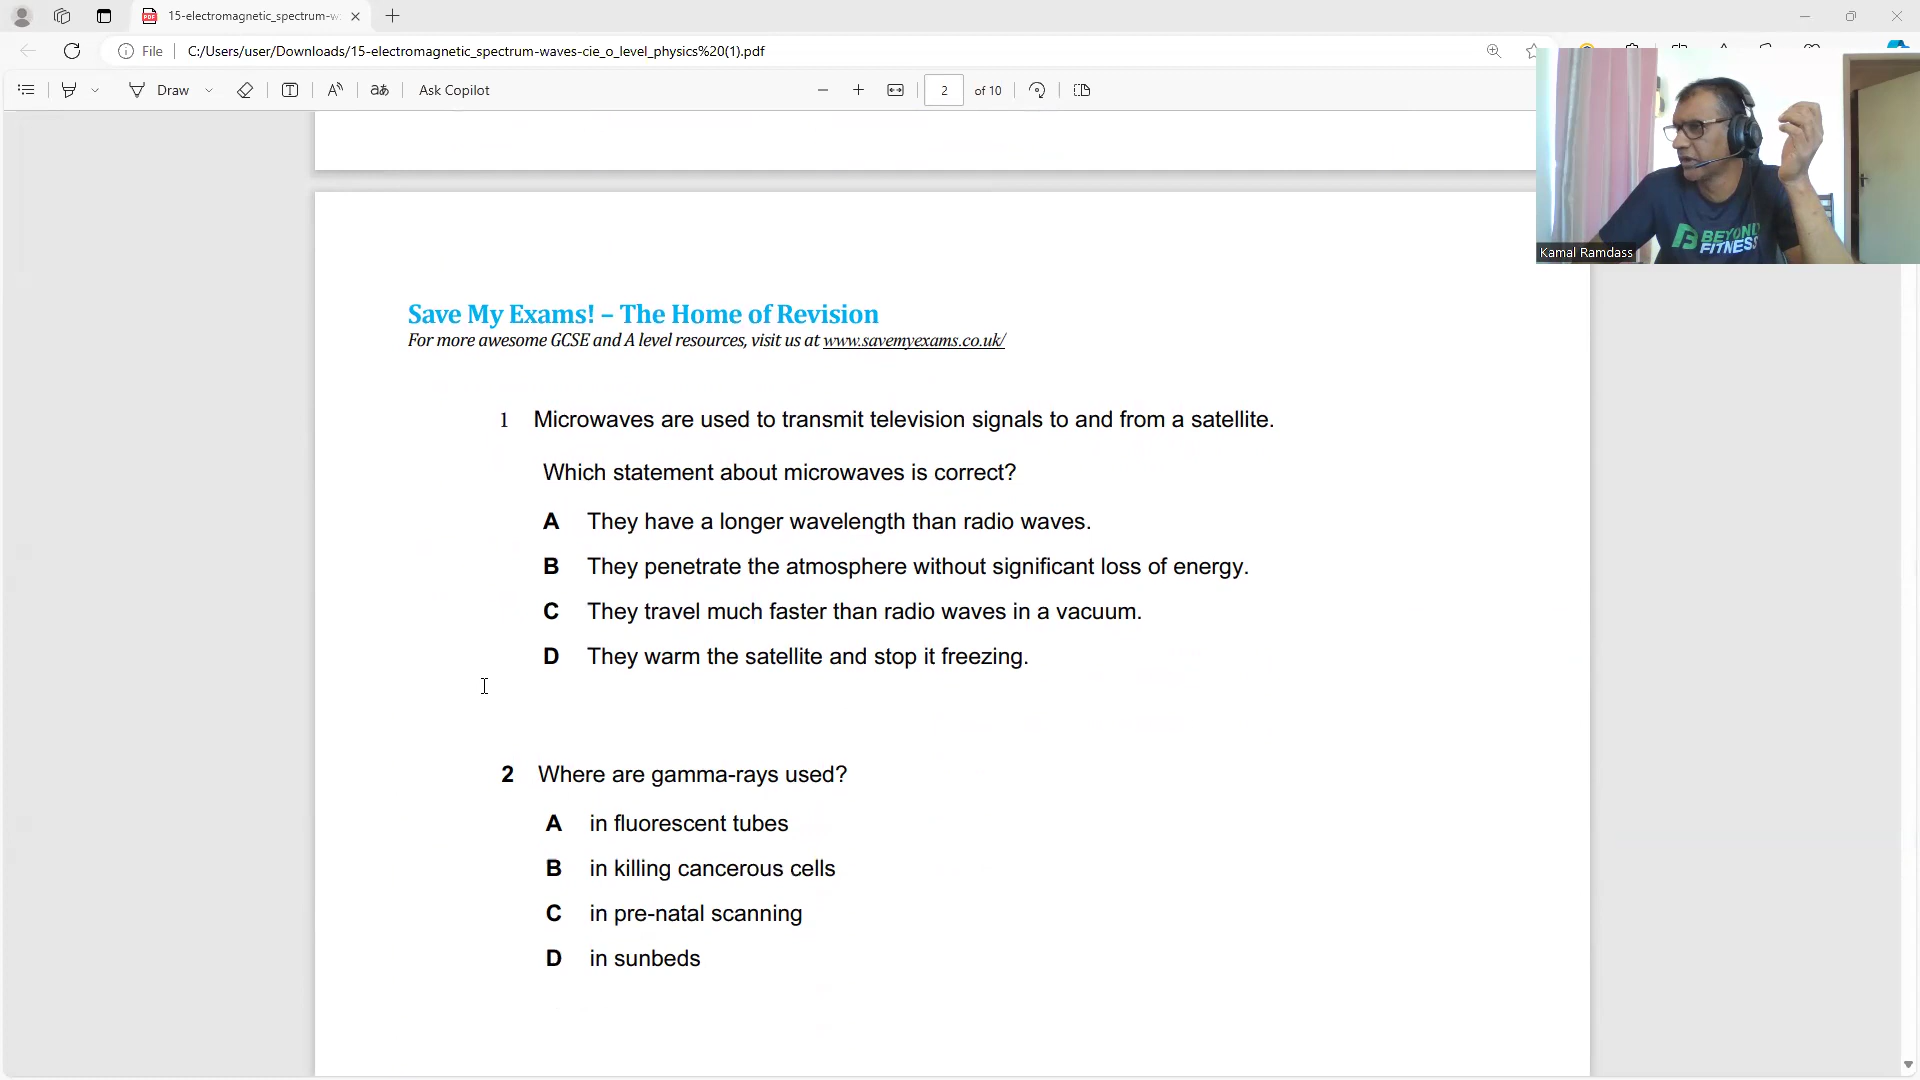 15-electromagnetic_spectrum-w
File
C:/Users/user/Downloads/15-electromagnetic_spectrum-waves-cie_o_level_physics%20(1).pdf
Draw
Ask Copilot
2
of 10
BEYOND
FITNESS
Kamal Ramdass
Save My Exams! – The Home of Revision
For more awesome GCSE and A level resources, visit us at www.savemyexams.co.uk/
1 Microwaves are used to transmit television signals to and from a satellite.
Which statement about microwaves is correct?
A They have a longer wavelength than radio waves.
B They penetrate the atmosphere without significant loss of energy.
C They travel much faster than radio waves in a vacuum.
D They warm the satellite and stop it freezing.
2 Where are gamma-rays used?
A in fluorescent tubes
B in killing cancerous cells
C in pre-natal scanning
D in sunbeds